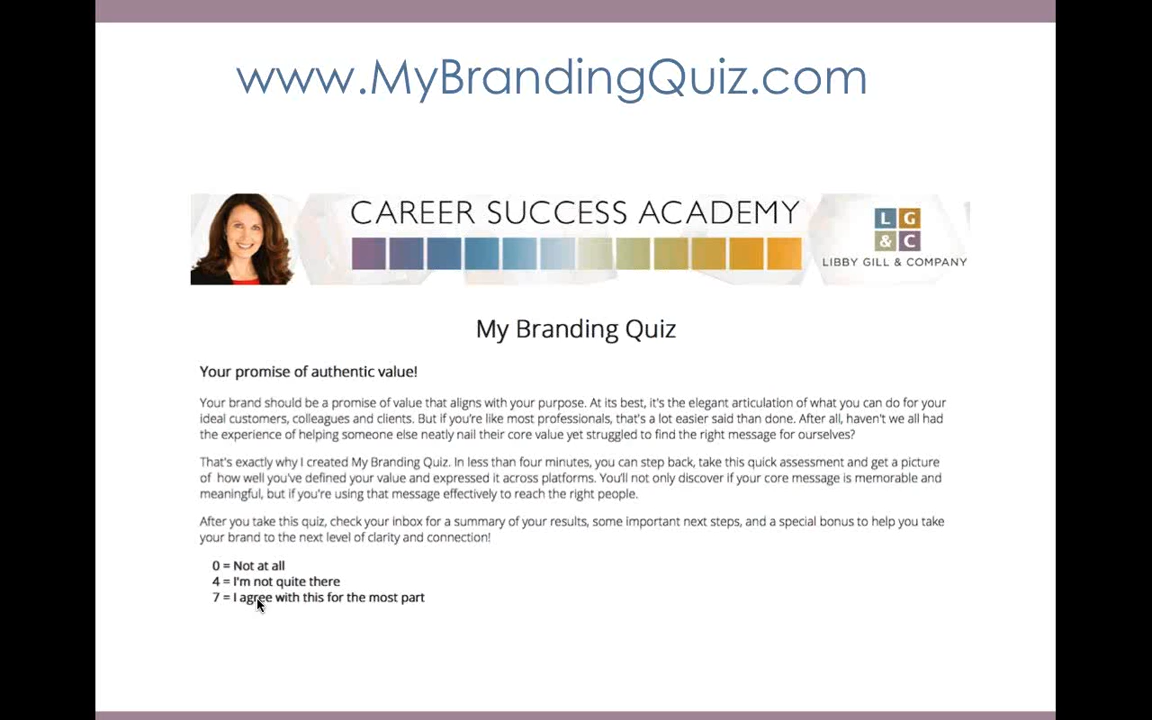 www.MyBrandingQuiz.com
CAREER SUCCESS ACADEMY
L G
& C
LIBBY GILL & COMPANY
My Branding Quiz
Your promise of authentic value!
Your brand should be a promise of value that aligns with your purpose. At its best, it's the elegant articulation of what you can do for your
ideal customers, colleagues and clients. But if you're like most professionals, that's a lot easier said than done. After all, haven't we all had
the experience of helping someone else neatly nail their core value yet struggled to find the right message for ourselves?
That's exactly why I created My Branding Quiz. In less than four minutes, you can step back, take this quick assessment and get a picture
of how well you've defined your value and expressed it across platforms. You'll not only discover if your core message is memorable and
meaningful, but if you're using that message effectively to reach the right people.
After you take this quiz, check your inbox for a summary of your results, some important next steps, and a special bonus to help you take
your brand to the next level of clarity and connection!
0 = Not at all
4 = I'm not quite there
7 = I agree with this for the most part